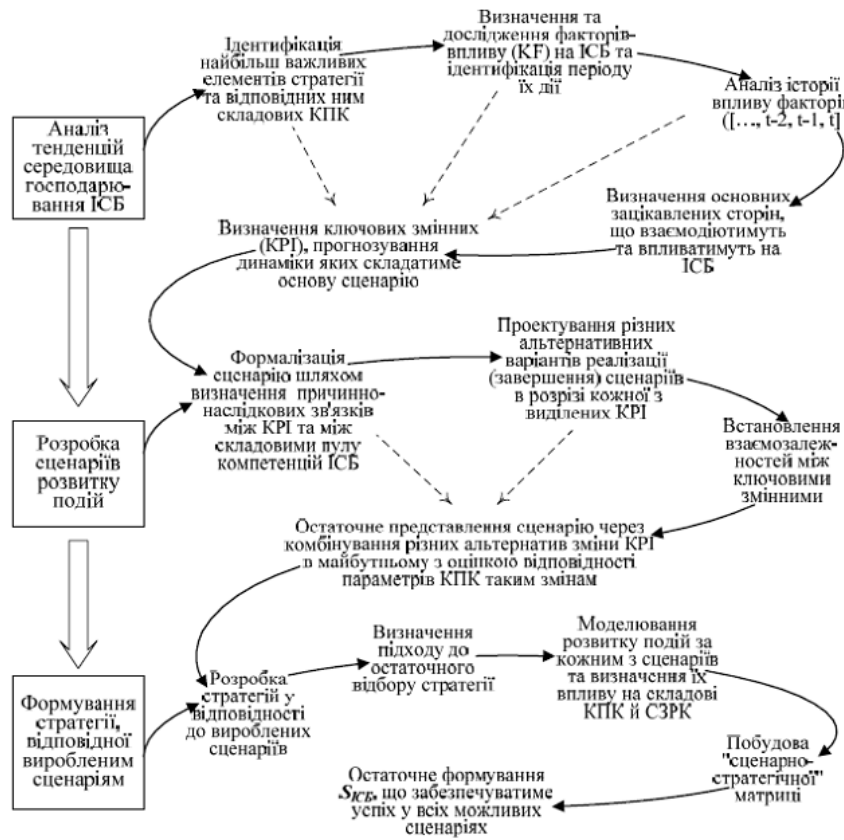 Ідентифікація
найбільш важливих
елементів стратегії
та відповідних ним
складових КПК
Визначення та
дослідження факторів-
впливу (KF) на ІСБ та
ідентифікація періоду
їх дії
Аналіз історії
впливу факторі
([…, t-2, t-1, t]
Аналіз
тенденцій
середовища
господарю-
вання ІСБ
Визначення основних
зацікавлених сторін,
що взаємодіютимуть
та впливатимуть на
ІСБ
Визначення ключових змінних
(КРІ), прогнозування
динаміки яких складатиме
основу сценарію
Формалізація
сценарію шляхом
визначення причинно-
наслідкових зв'язків
між КРІ та між
складовими пулу
компетенцій ІСБ
Проектування різних
альтернативних
варіантів реалізації
(завершення) сценаріїв
в розрізі кожної з
виділених КРІ
Розробка
сценаріїв
розвитку
подій
Встановлення
взаємозалеж-
ностей між
ключовими
змінними
Остаточне представлення сценарію через
комбінування різних альтернатив зміни КРІ
в майбутньому з оцінкою відповідності
параметрів КПК таким змінам
Формування
стратегії,
відповідної
виробленим
сценаріям
Розробка
стратегій у
відповідності
до вироблених
сценаріїв
Визначення
підходу до
остаточного
відбору стратегії
Моделювання
розвитку подій за
кожним з сценаріїв
та визначення їх
впливу на складові
КПК й СЗРК
Побудова
"сценарно-
стратегічної"
матриці
Остаточне формування
S_ІСБ, що забезпечуватиме
успіх у всіх можливих
сценаріях